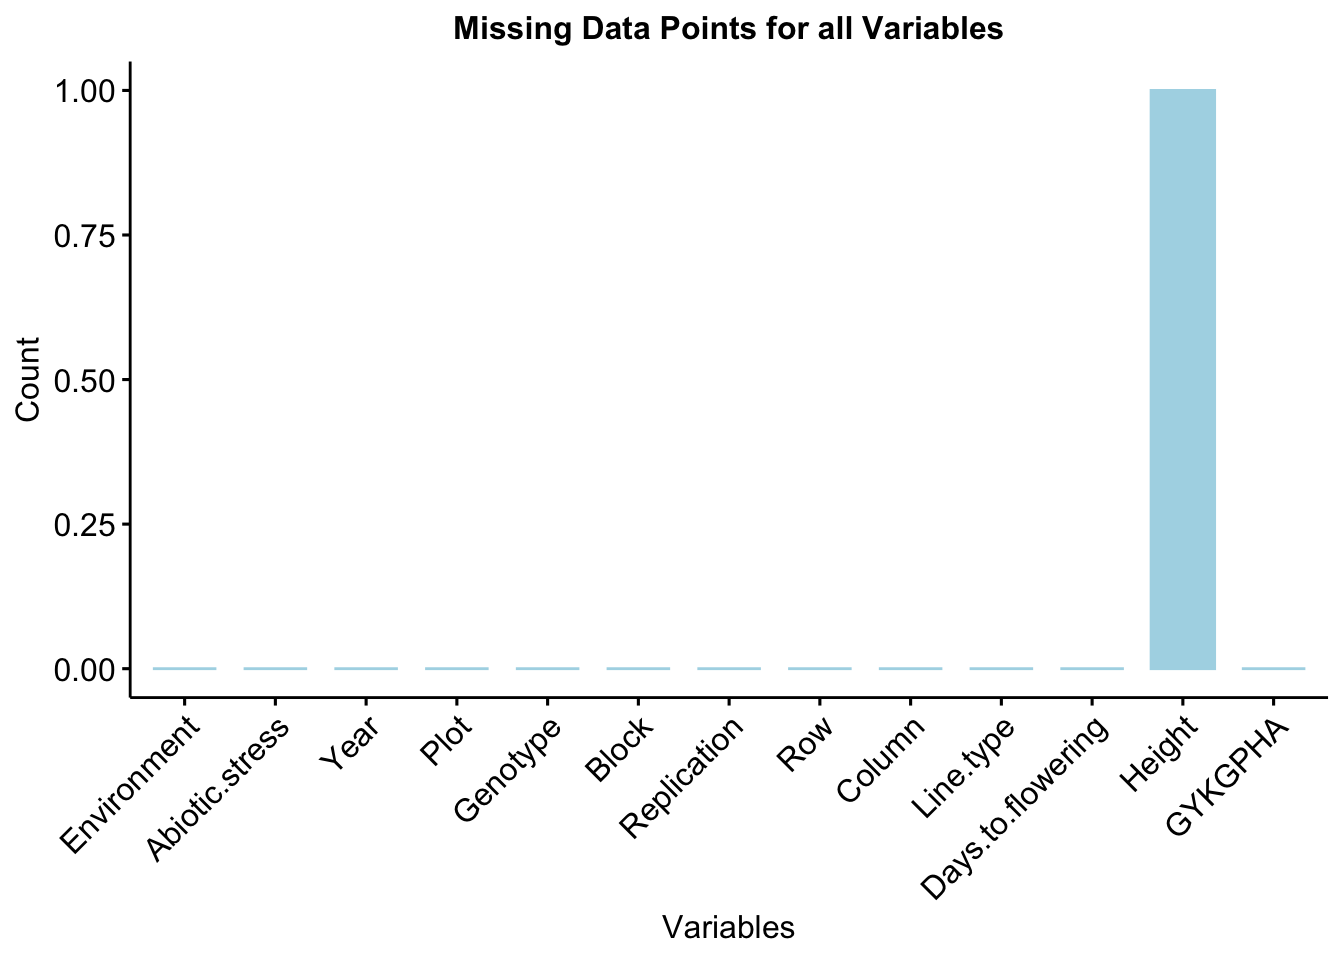 Missing Data Points for all Variables
1.00
0.75
0.50
0.25
0.00
Count
Environment
Abiotic.stress
Year
Plot
Genotype
Block
Replication
Row
Column
Line.type
Days.to.flowering
Height
GYKGPHA
Variables